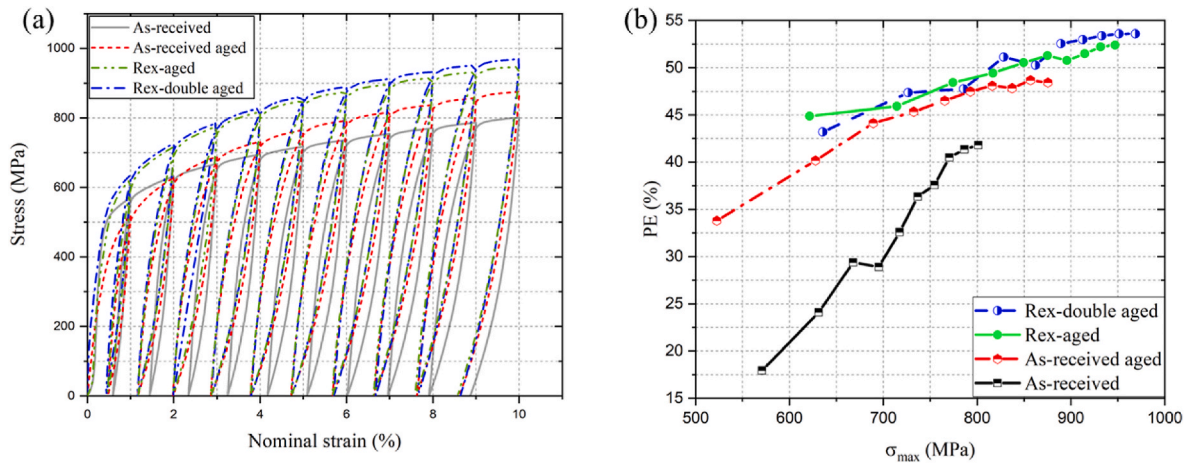 (a)
As-received
As-received aged
Rex-aged
Rex-double aged
1000
800
600
400
200
0
0 2 4 6 8 10
Stress (MPa)
Nominal strain (%)
(b)
55
50
45
40
35
30
25
20
15
500 600 700 800 900 1000
PE (%)
σmax (MPa)
Rex-double aged
Rex-aged
As-received aged
As-received